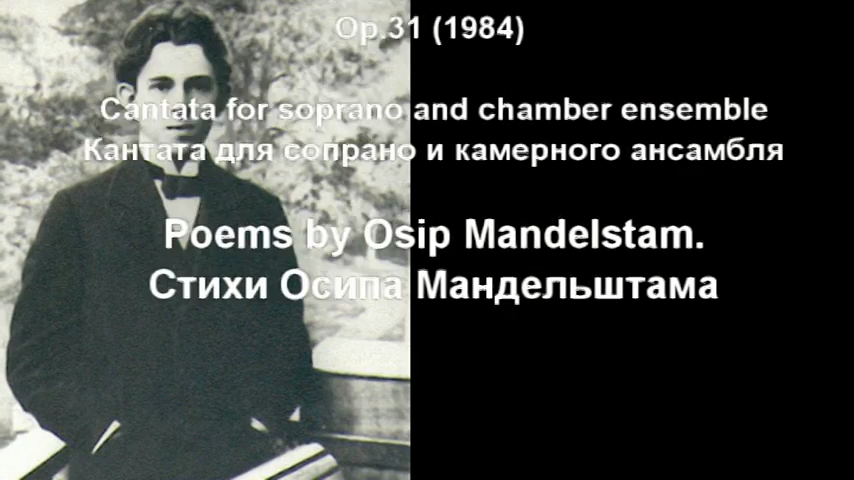 Op.31 (1984)
Cantata for soprano and chamber ensemble
Кантата для сопрано и камерного ансамбля
Poems by Osip Mandelstam.
Стихи Осипа Мандельштама